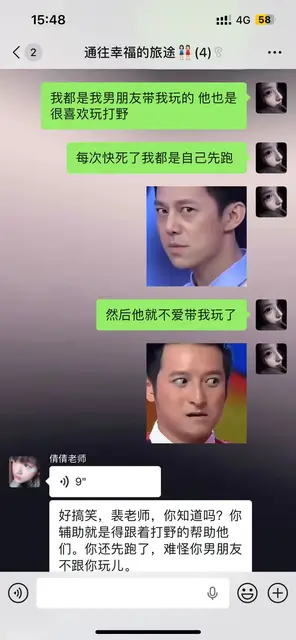 15:48
4G
58
2
通往幸福的旅途👭(4)
我都是我男朋友带我玩的 他也是
很喜欢玩打野
每次快死了我都是自己先跑
然后他就不爱带我玩了
倩倩老师
9"
好搞笑，裴老师，你知道吗？你
辅助就是得跟着打野的帮助他
们。你还先跑了，难怪你男朋友
不跟你玩儿。